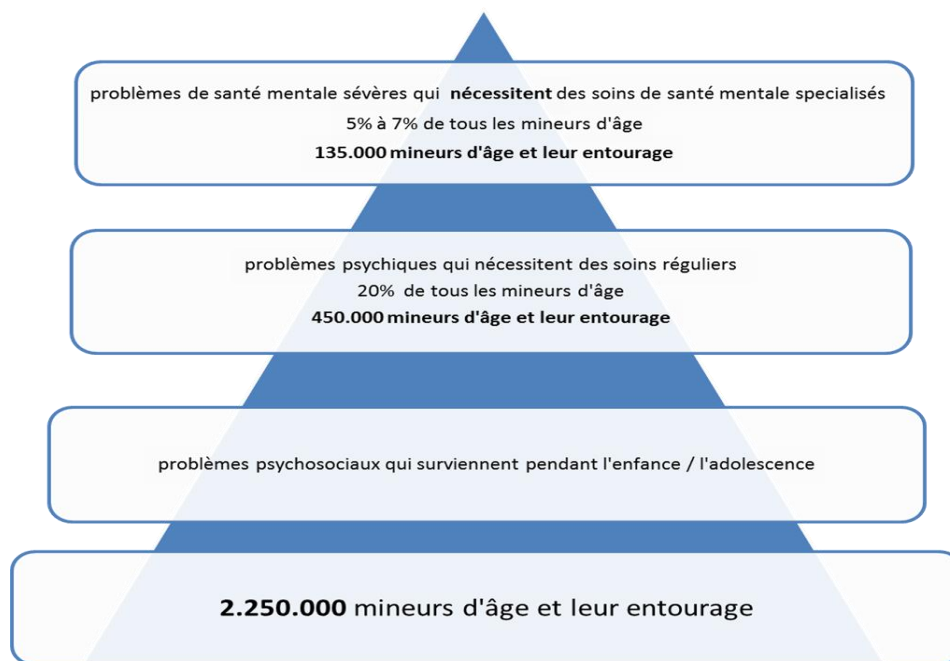 problèmes de santé mentale sévères qui nécessitent des soins de santé mentale specialisés
5% à 7% de tous les mineurs d'âge
135.000 mineurs d'âge et leur entourage
problèmes psychiques qui nécessitent des soins réguliers
20% de tous les mineurs d'âge
450.000 mineurs d'âge et leur entourage
problèmes psychosociaux qui surviennent pendant l'enfance / l'adolescence
2.250.000 mineurs d'âge et leur entourage